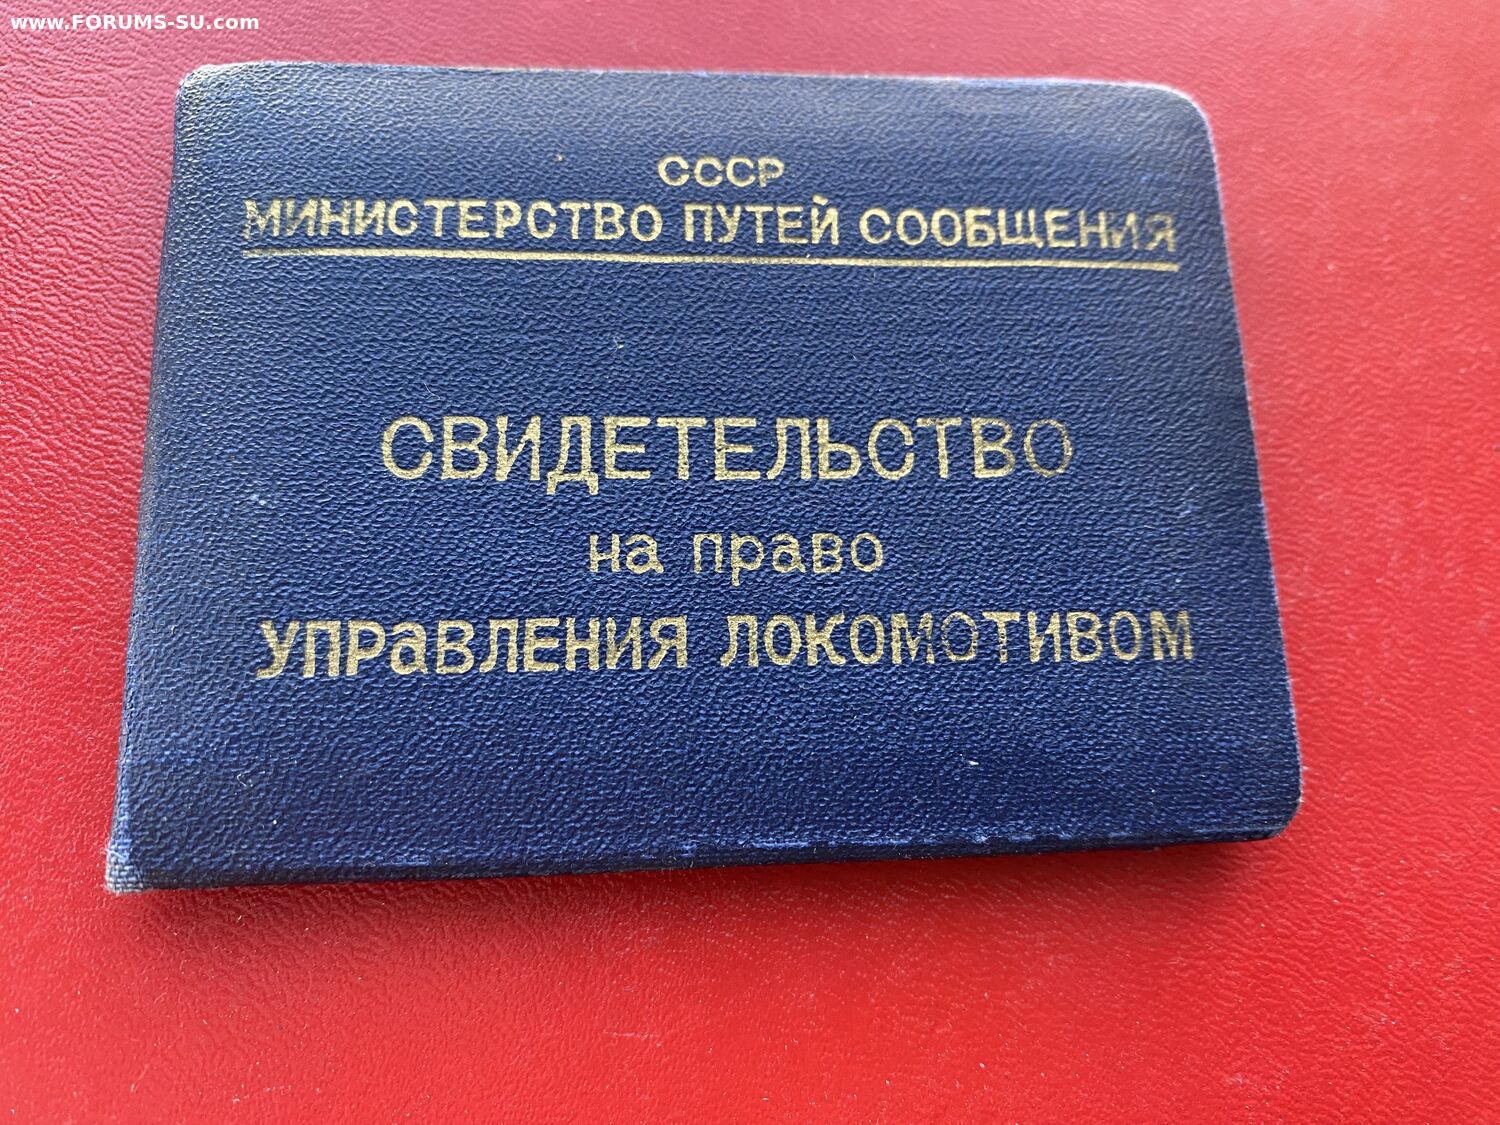 www.FORUMS-SU.com
СССР
МИНИСТЕРСТВО ПУТЕЙ СООБЩЕНИЯ
СВИДЕТЕЛЬСТВО
на право
УПРАВЛЕНИЯ ЛОКОМОТИВОМ